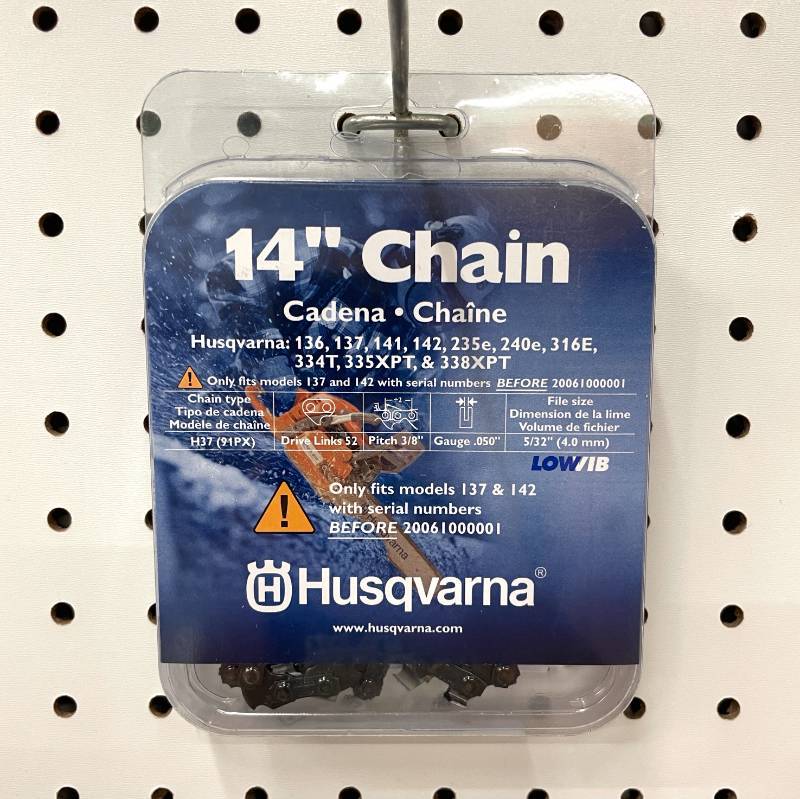 14" Chain
Cadena • Chaîne
Husqvarna: 136, 137, 141, 142, 235e, 240e, 316E,
334T, 335XPT, & 338XPT
Only fits models 137 and 142 with serial numbers BEFORE 20061000001
Chain type
Tipo de cadena
Modèle de chaîne
File size
Dimension de la lime
Volume de fichier
H37 (91PX) Drive Links 52 Pitch 3/8" Gauge .050" 5/32" (4.0 mm)
LOWVIB
Only fits models 137 & 142
with serial numbers
BEFORE 20061000001
Husqvarna®
www.husqvarna.com